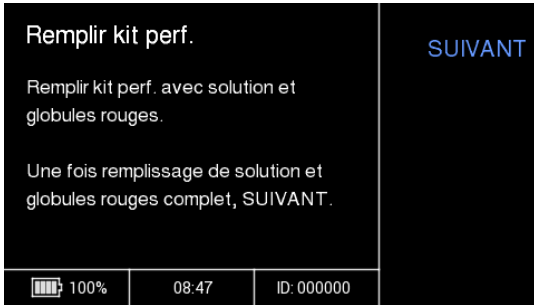 Remplir kit perf.
SUIVANT
Remplir kit perf. avec solution et
globules rouges.
Une fois remplissage de solution et
globules rouges complet, SUIVANT.
100%
08:47
ID: 000000